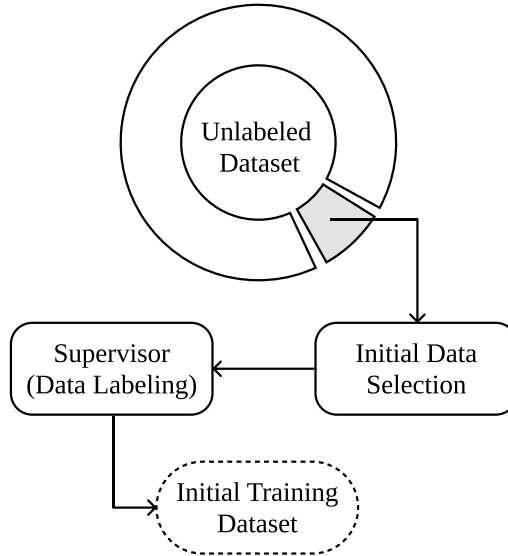 Unlabeled
Dataset
Supervisor
(Data Labeling)
Initial Data
Selection
Initial Training
Dataset